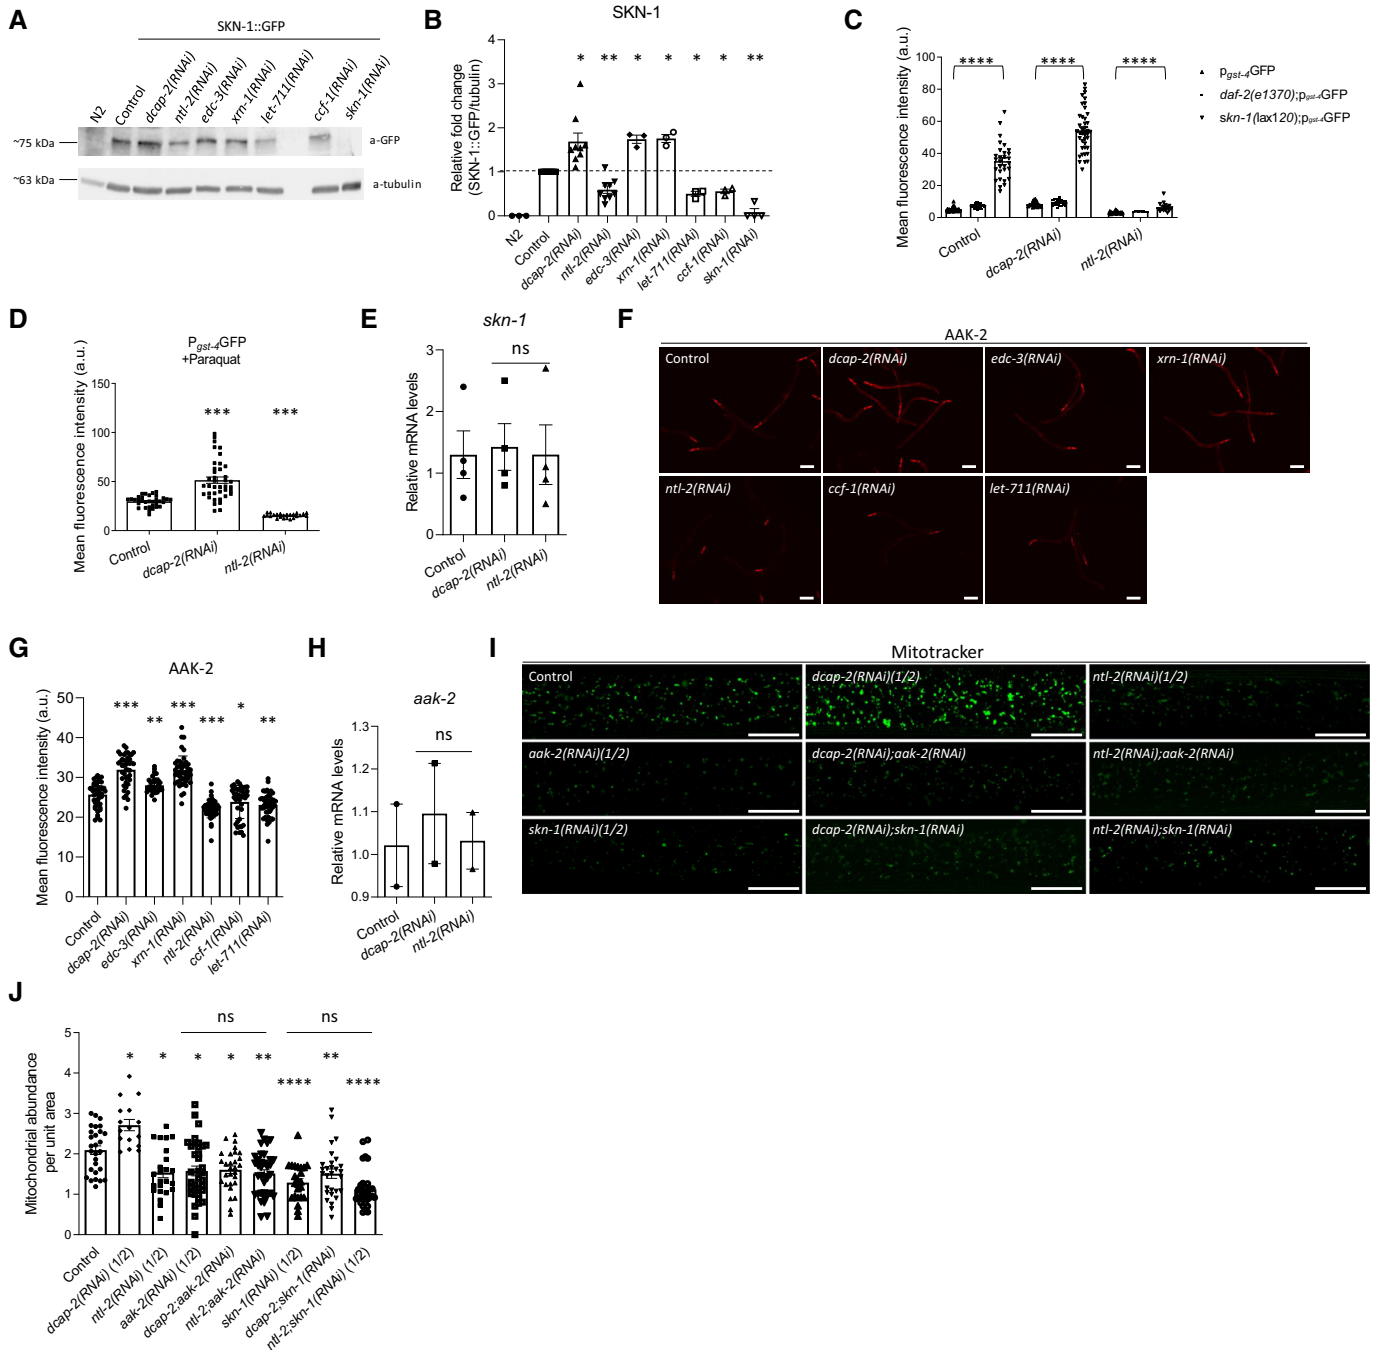 A
SKN-1::GFP
N2
Control
dcap-2(RNAi)
ntl-2(RNAi)
edc-3(RNAi)
xrn-1(RNAi)
let-711(RNAi)
ccf-1(RNAi)
skn-1(RNAi)
~75 kDa
a-GFP
~63 kDa
a-tubulin
B
SKN-1
Relative fold change
(SKN-1::GFP/tubulin)
4
3
2
1
0
* ** * * * * **
N2
Control
dcap-2(RNAi)
ntl-2(RNAi)
edc-3(RNAi)
xrn-1(RNAi)
let-711(RNAi)
ccf-1(RNAi)
skn-1(RNAi)
C
Mean fluorescence intensity (a.u.)
100
80
60
40
20
0
**** **** ****
Control
dcap-2(RNAi)
ntl-2(RNAi)
pgst-4GFP
daf-2(e1370);pgst-4GFP
skn-1(lax120);pgst-4GFP
D
Pgst-4GFP
+Paraquat
Mean fluorescence intensity (a.u.)
150
100
50
0
*** ***
Control
dcap-2(RNAi)
ntl-2(RNAi)
E
skn-1
ns
Relative mRNA levels
3
2
1
0
Control
dcap-2(RNAi)
ntl-2(RNAi)
F
AAK-2
Control
dcap-2(RNAi)
edc-3(RNAi)
xrn-1(RNAi)
ntl-2(RNAi)
ccf-1(RNAi)
let-711(RNAi)
G
AAK-2
Mean fluorescence intensity (a.u.)
50
40
30
20
10
0
*** ** *** *** * **
Control
dcap-2(RNAi)
edc-3(RNAi)
xrn-1(RNAi)
ntl-2(RNAi)
ccf-1(RNAi)
let-711(RNAi)
H
aak-2
ns
Relative mRNA levels
1.3
1.2
1.1
1.0
0.9
Control
dcap-2(RNAi)
ntl-2(RNAi)
I
Mitotracker
Control
dcap-2(RNAi)(1/2)
ntl-2(RNAi)(1/2)
aak-2(RNAi)(1/2)
dcap-2(RNAi);aak-2(RNAi)
ntl-2(RNAi);aak-2(RNAi)
skn-1(RNAi)(1/2)
dcap-2(RNAi);skn-1(RNAi)
ntl-2(RNAi);skn-1(RNAi)
J
Mitochondrial abundance
per unit area
5
4
3
2
1
0
ns
ns
* * * * ** **** ** ****
Control
dcap-2(RNAi) (1/2)
ntl-2(RNAi) (1/2)
aak-2(RNAi) (1/2)
dcap-2;aak-2(RNAi)
ntl-2;aak-2(RNAi)
skn-1(RNAi) (1/2)
dcap-2;skn-1(RNAi)
ntl-2;skn-1(RNAi) (1/2)